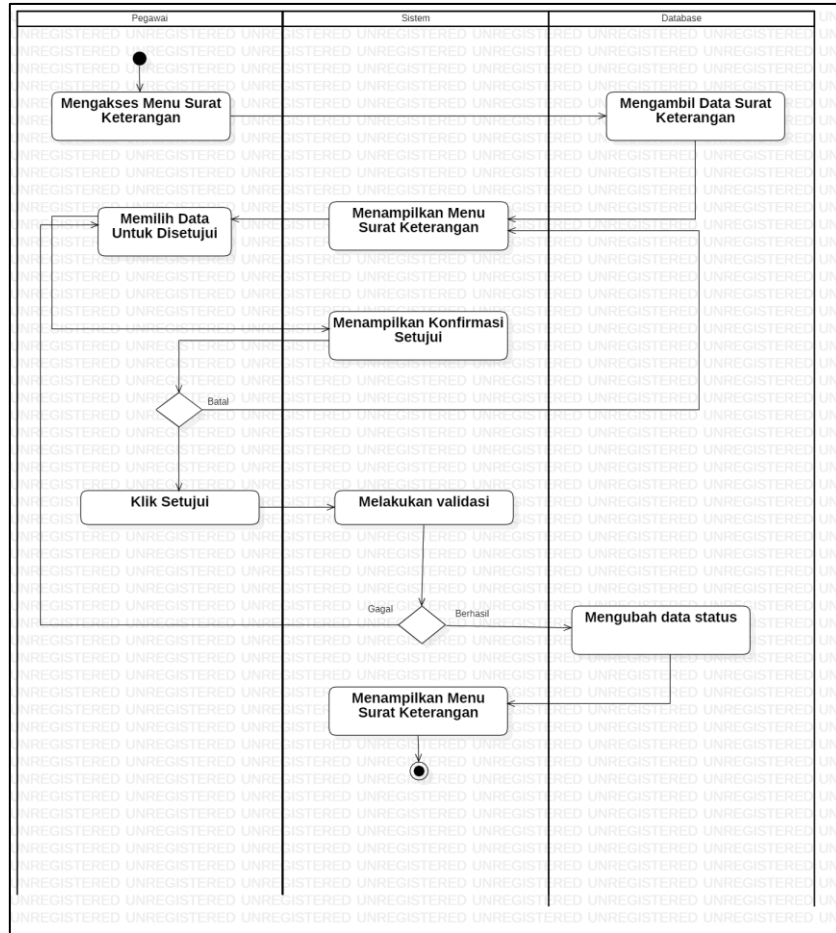 Pegawai
Sistem
Database
Mengakses Menu Surat
Keterangan
Mengambil Data Surat
Keterangan
Memilih Data
Untuk Disetujui
Menampilkan Menu
Surat Keterangan
Menampilkan Konfirmasi
Setujui
Batal
Klik Setujui
Melakukan validasi
Gagal
Berhasil
Mengubah data status
Menampilkan Menu
Surat Keterangan
UNREGISTERED